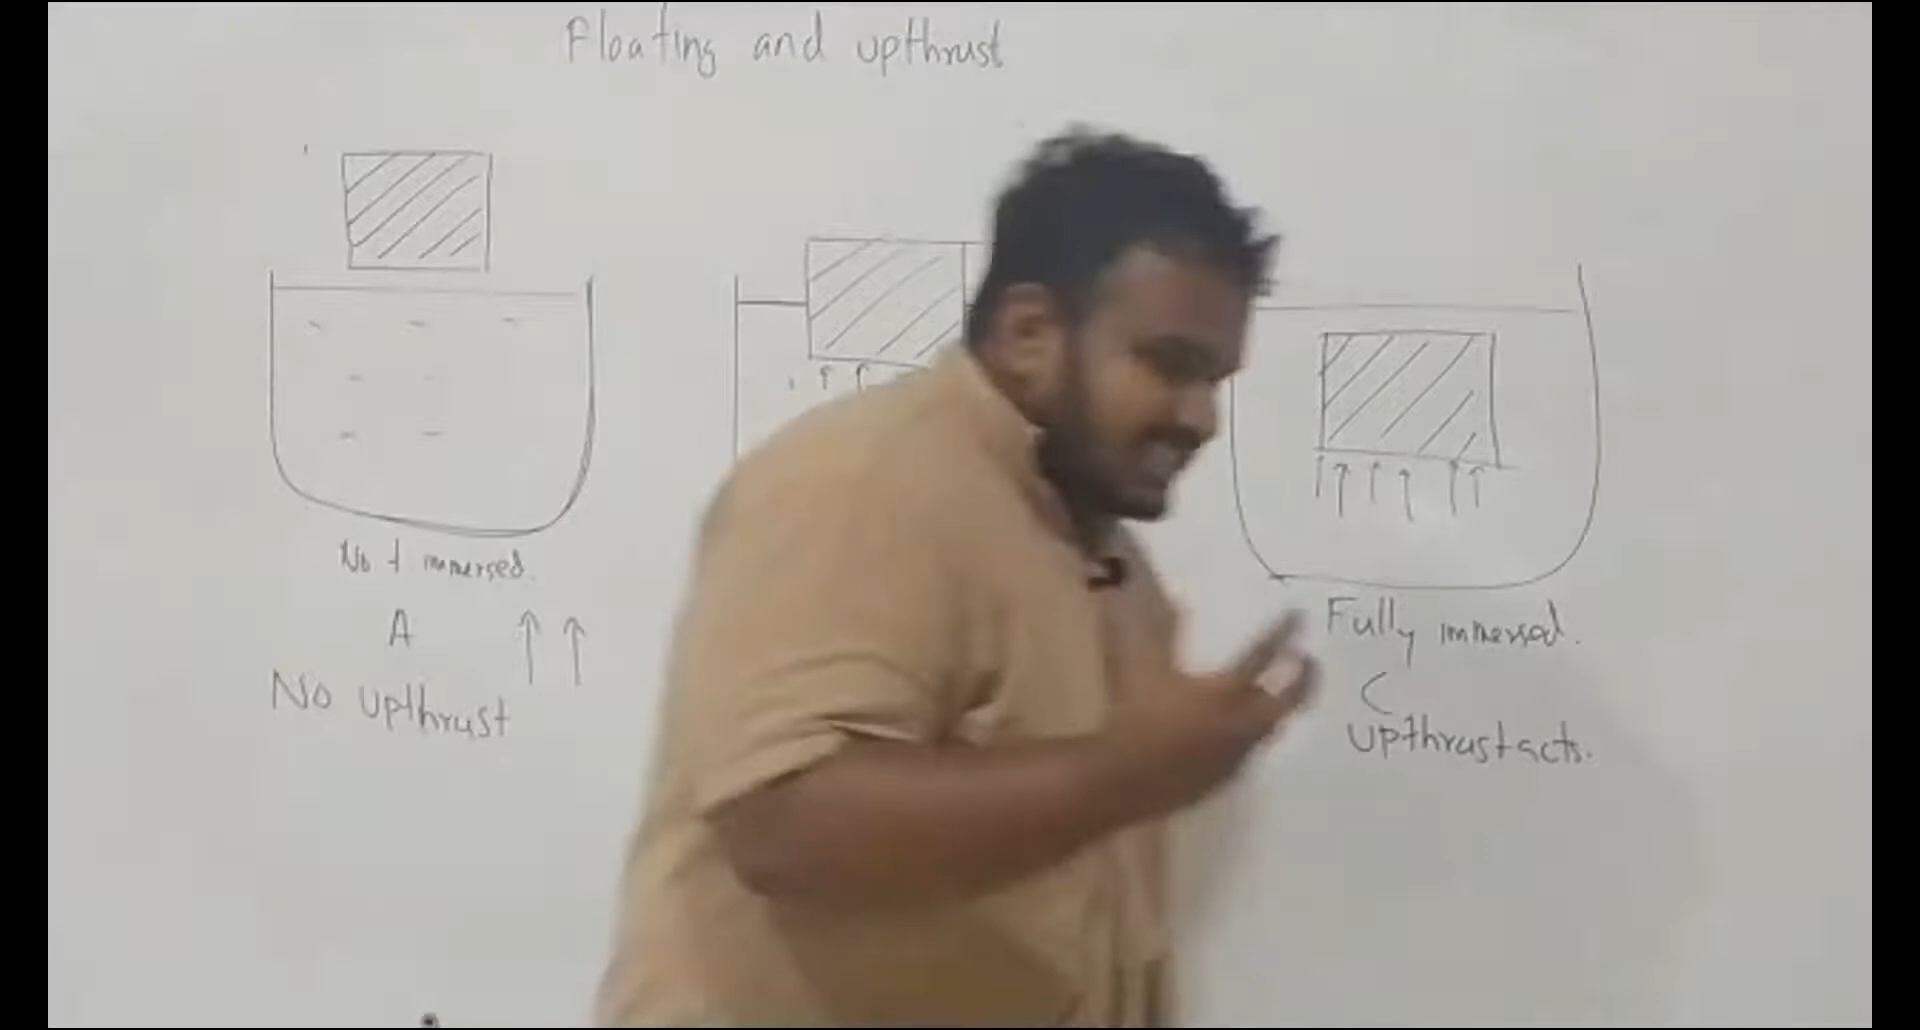 Floating and upthrust
Not immersed.
A
No upthrust
Fully immersed.
C
upthrust acts.